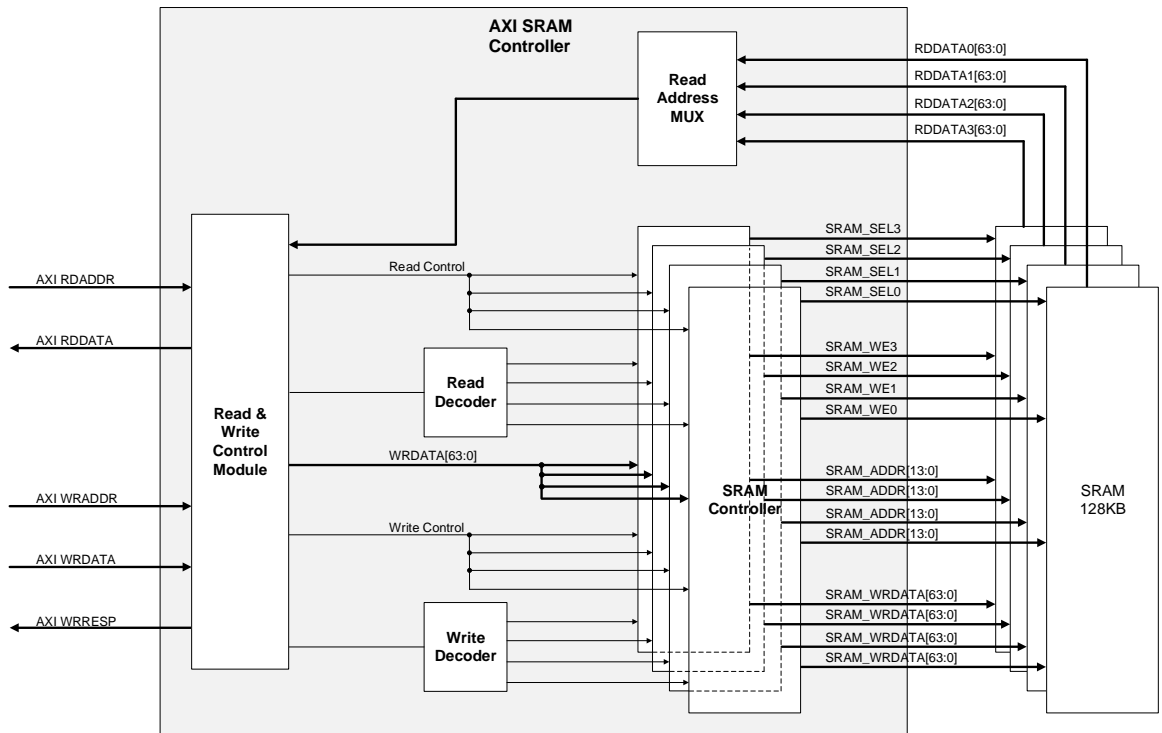 AXI SRAM
Controller
Read
Address
MUX
RDDATA0[63:0]
RDDATA1[63:0]
RDDATA2[63:0]
RDDATA3[63:0]
AXI RDADDR
AXI RDDATA
AXI WRADDR
AXI WRDATA
AXI WRRESP
Read &
Write
Control
Module
Read Control
Read
Decoder
WRDATA[63:0]
Write Control
Write
Decoder
SRAM
Controller
SRAM_SEL3
SRAM_SEL2
SRAM_SEL1
SRAM_SEL0
SRAM_WE3
SRAM_WE2
SRAM_WE1
SRAM_WE0
SRAM_ADDR[13:0]
SRAM_ADDR[13:0]
SRAM_ADDR[13:0]
SRAM_ADDR[13:0]
SRAM_WRDATA[63:0]
SRAM_WRDATA[63:0]
SRAM_WRDATA[63:0]
SRAM_WRDATA[63:0]
SRAM
128KB